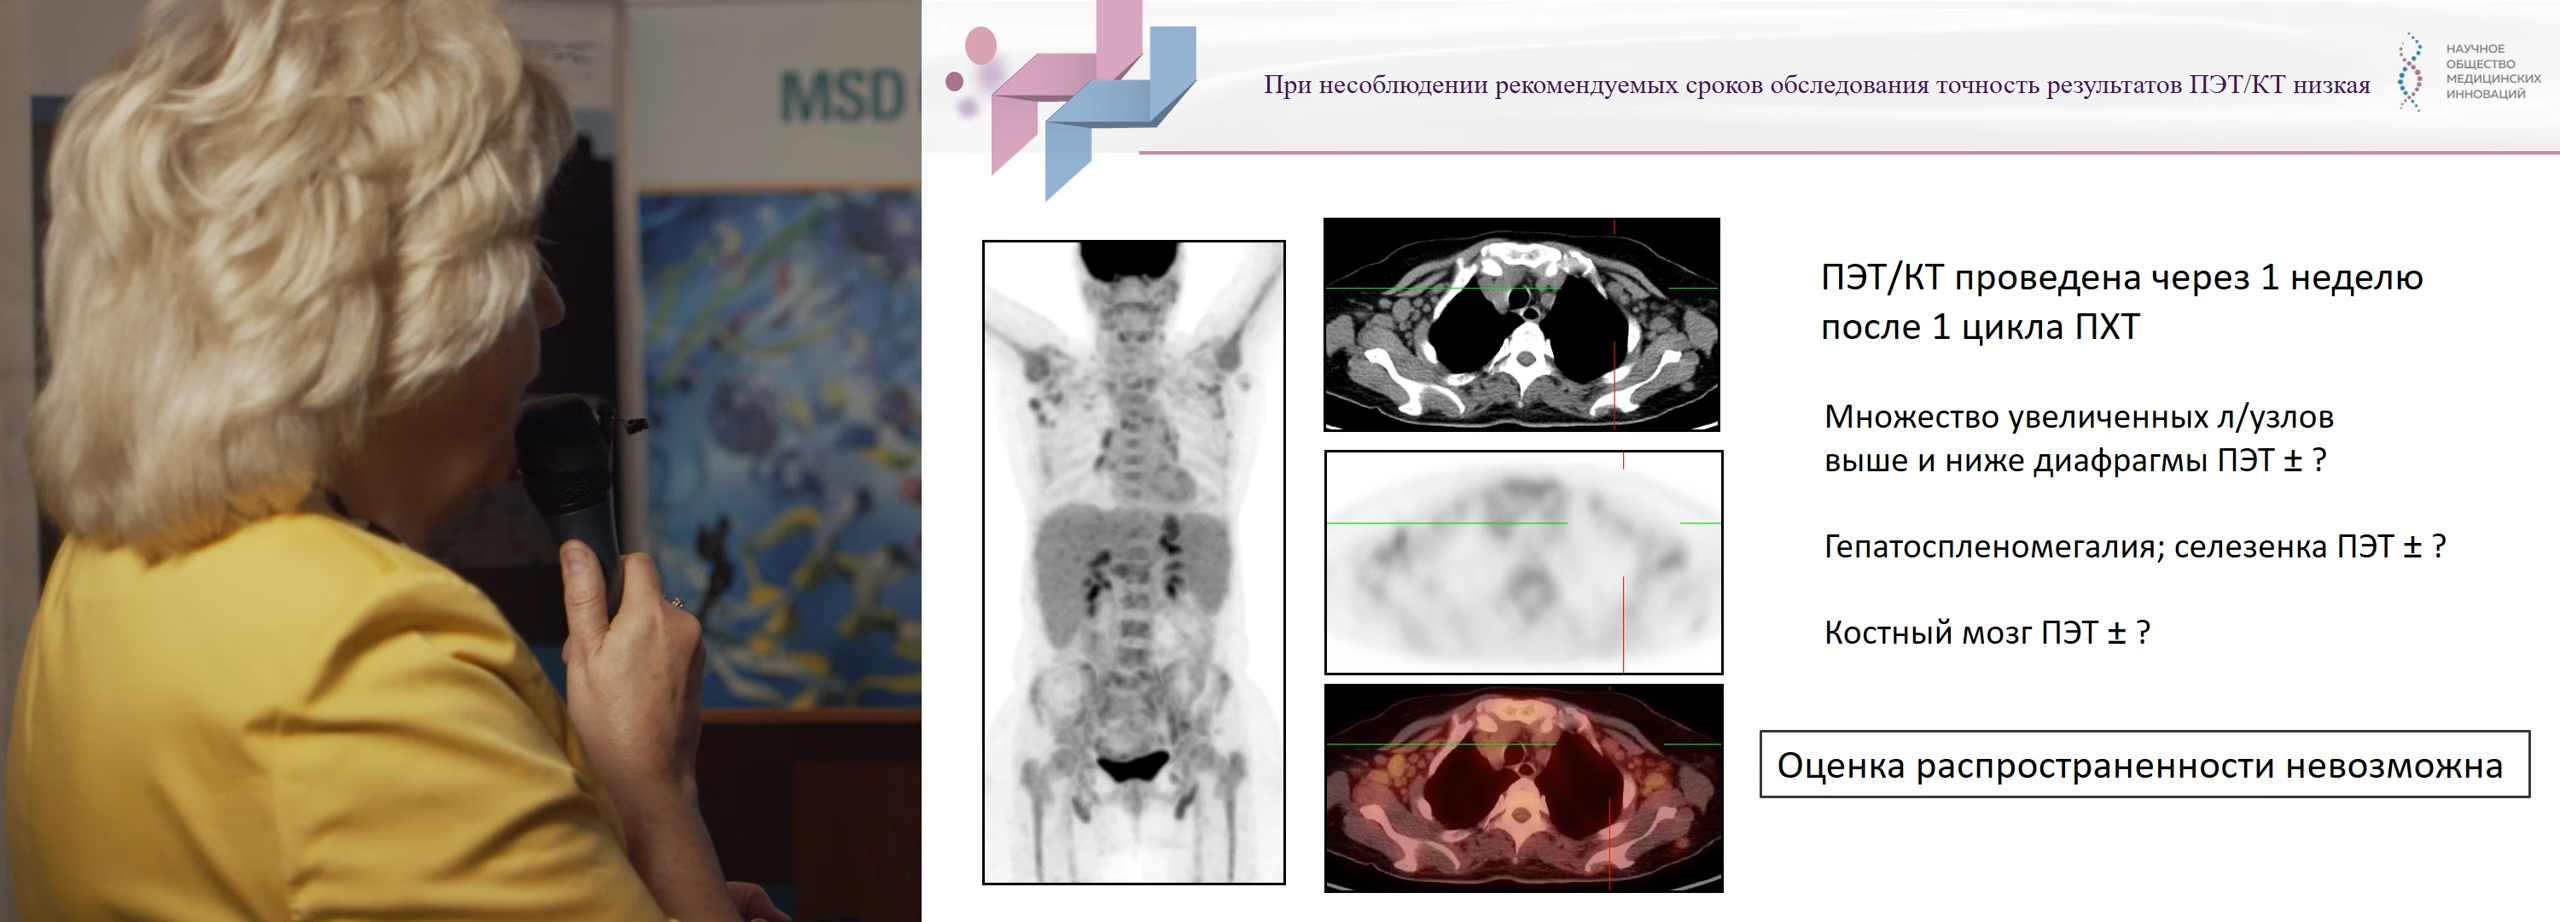 MSD
При несоблюдении рекомендуемых сроков обследования точность результатов ПЭТ/КТ низкая
НАУЧНОЕ
ОБЩЕСТВО
МЕДИЦИНСКИХ
ИННОВАЦИЙ
ПЭТ/КТ проведена через 1 неделю
после 1 цикла ПХТ
Множество увеличенных л/узлов
выше и ниже диафрагмы ПЭТ ± ?
Гепатоспленомегалия; селезенка ПЭТ ± ?
Костный мозг ПЭТ ± ?
Оценка распространенности невозможна